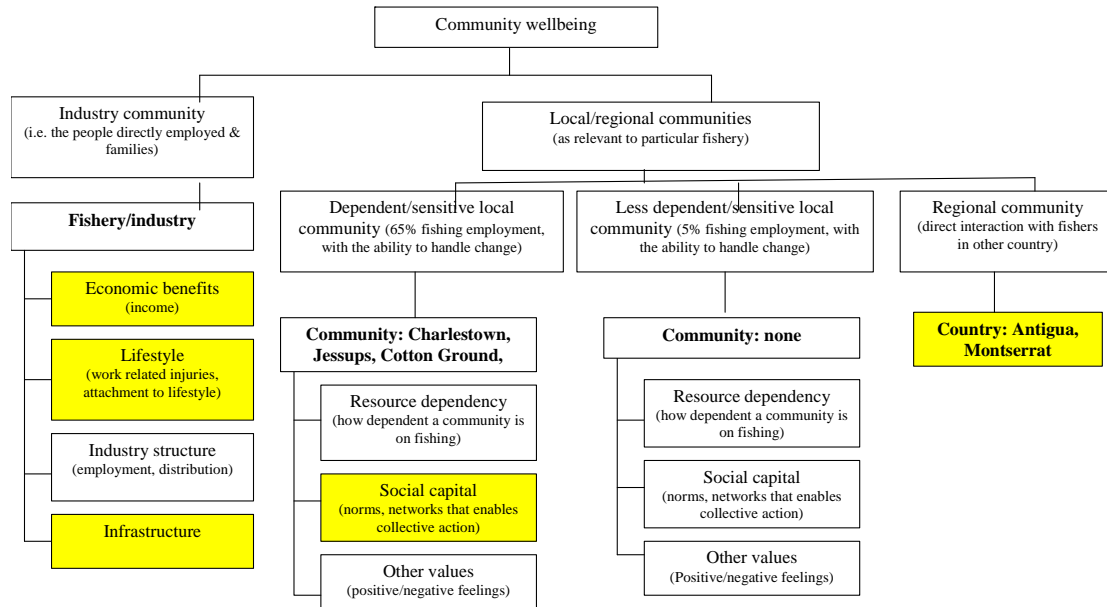 Community wellbeing
Industry community
(i.e. the people directly employed &
families)
Local/regional communities
(as relevant to particular fishery)
Fishery/industry
Economic benefits
(income)
Lifestyle
(work related injuries,
attachment to lifestyle)
Industry structure
(employment, distribution)
Infrastructure
Dependent/sensitive local
community (65% fishing employment,
with the ability to handle change)
Community: Charlestown,
Jessups, Cotton Ground,
Resource dependency
(how dependent a community is
on fishing)
Social capital
(norms, networks that enables
collective action)
Other values
(positive/negative feelings)
Less dependent/sensitive local
community (5% fishing employment, with
the ability to handle change)
Community: none
Resource dependency
(how dependent a community is
on fishing)
Social capital
(norms, networks that enables
collective action)
Other values
(Positive/negative feelings)
Regional community
(direct interaction with fishers
in other country)
Country: Antigua,
Montserrat